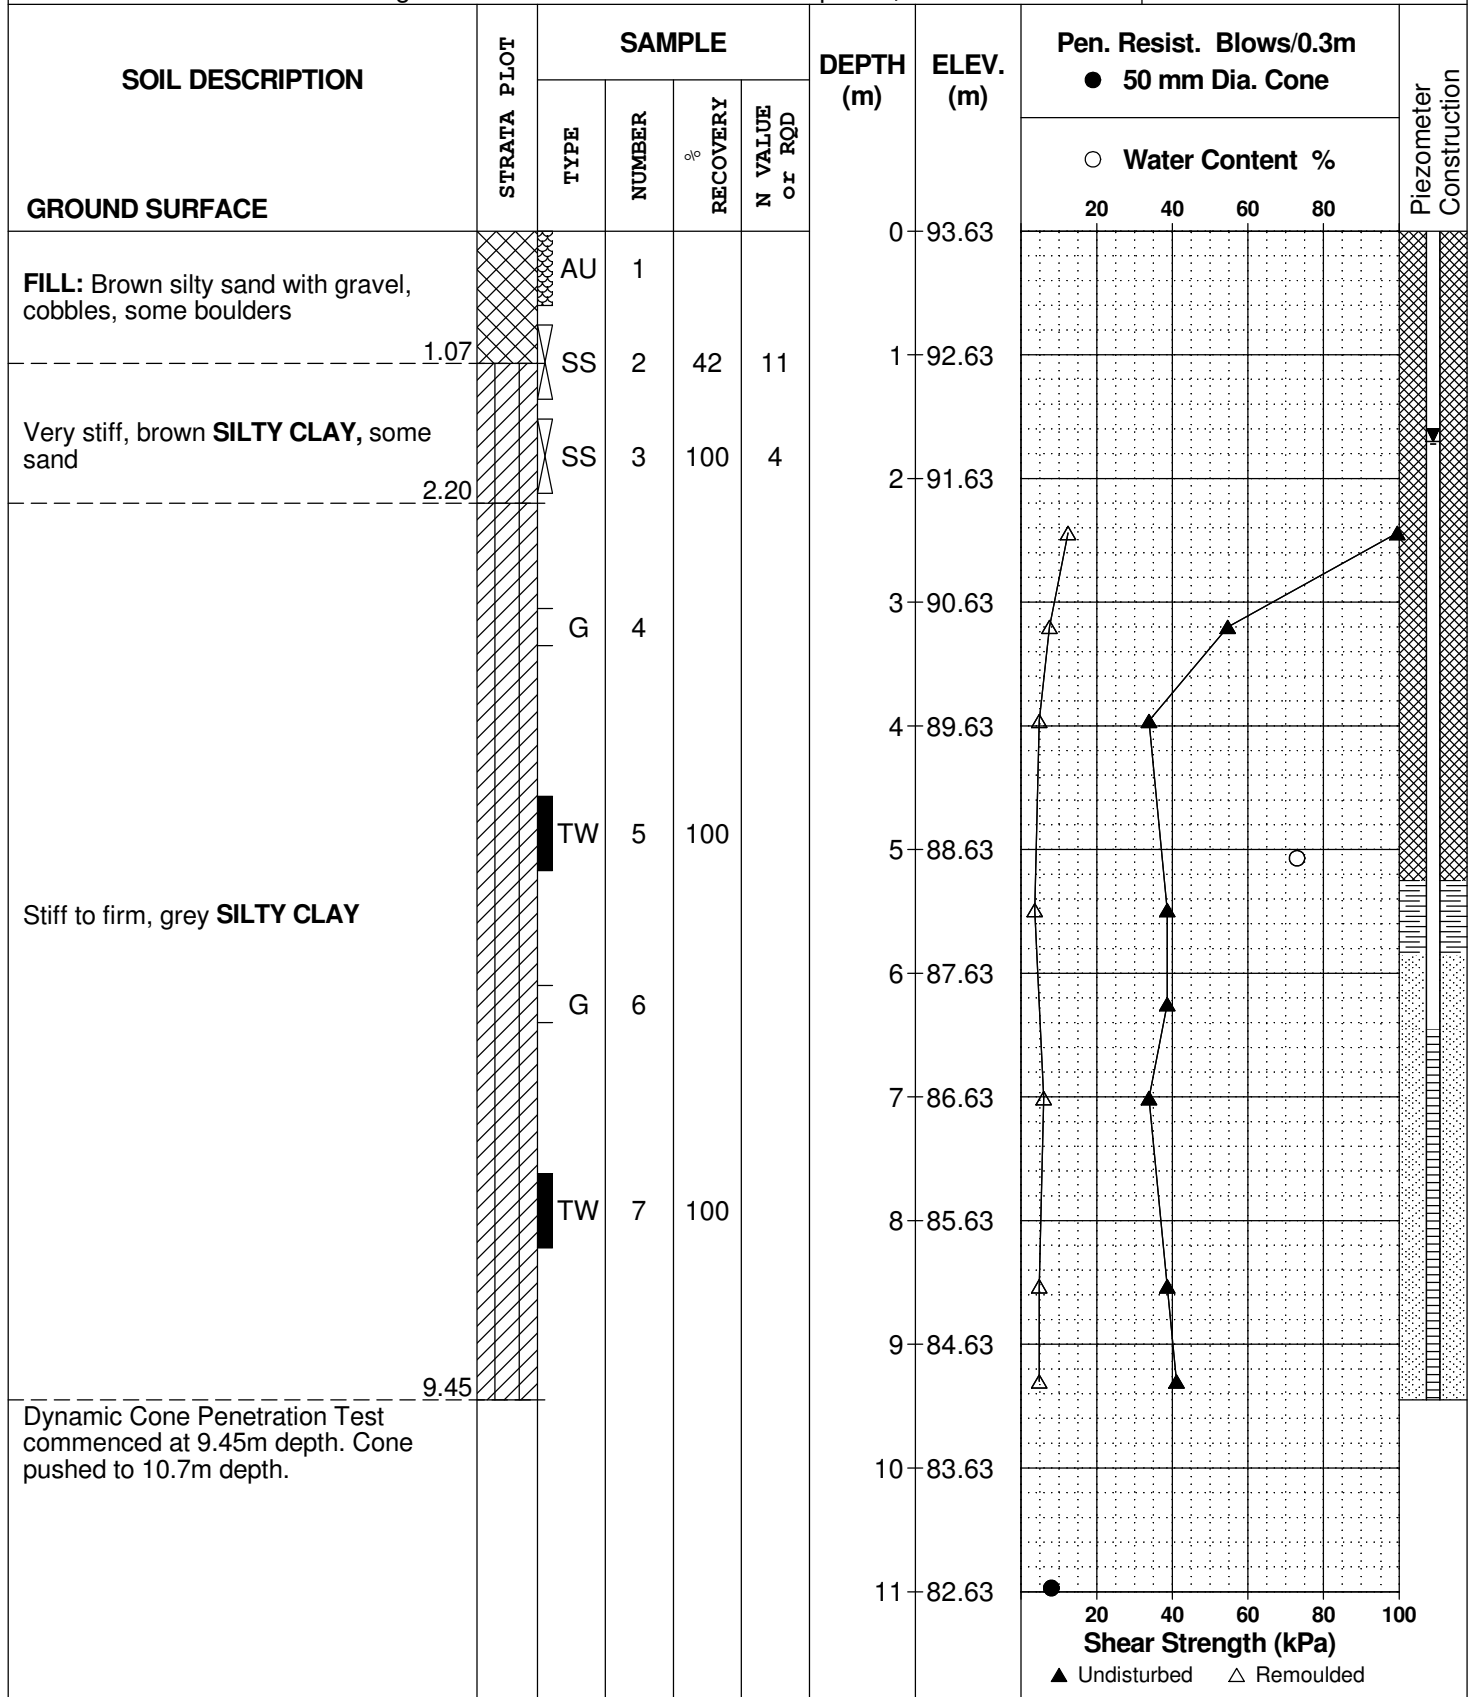 SOIL DESCRIPTION
GROUND SURFACE
STRATA PLOT
SAMPLE
TYPE
NUMBER
%
RECOVERY
N VALUE
or RQD
DEPTH
(m)
ELEV.
(m)
Pen. Resist. Blows/0.3m
● 50 mm Dia. Cone
○ Water Content %
20 40 60 80
Piezometer
Construction
0 93.63
FILL: Brown silty sand with gravel,
cobbles, some boulders
AU 1
1.07
SS 2 42 11
1 92.63
Very stiff, brown SILTY CLAY, some
sand
SS 3 100 4
2.20
2 91.63
3 90.63
G 4
4 89.63
TW 5 100
5 88.63
Stiff to firm, grey SILTY CLAY
6 87.63
G 6
7 86.63
TW 7 100
8 85.63
9 84.63
9.45
Dynamic Cone Penetration Test
commenced at 9.45m depth. Cone
pushed to 10.7m depth.
10 83.63
11 82.63
20 40 60 80 100
Shear Strength (kPa)
▲ Undisturbed △ Remoulded